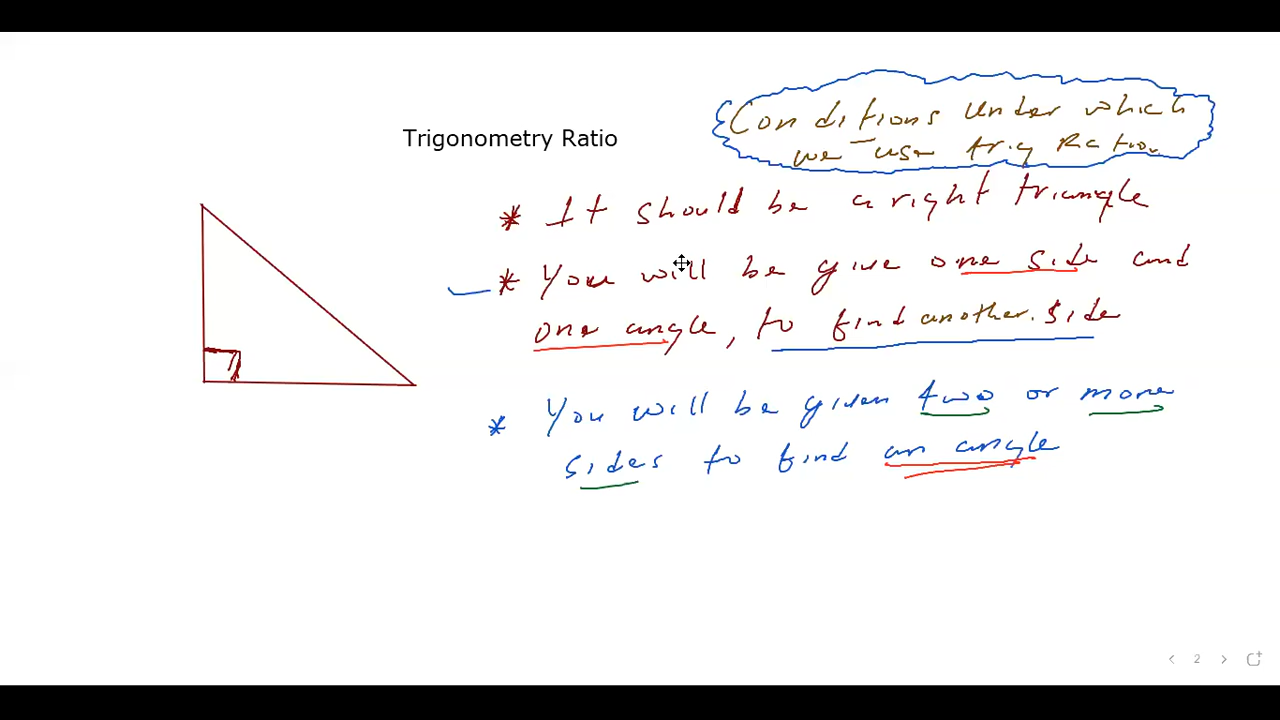 Trigonometry Ratio
Conditions under which
we use trig Ratio.
* It should be a right triangle
* You will be give one side and
one angle, to find another side
* You will be given two or more
sides to find an angle
2